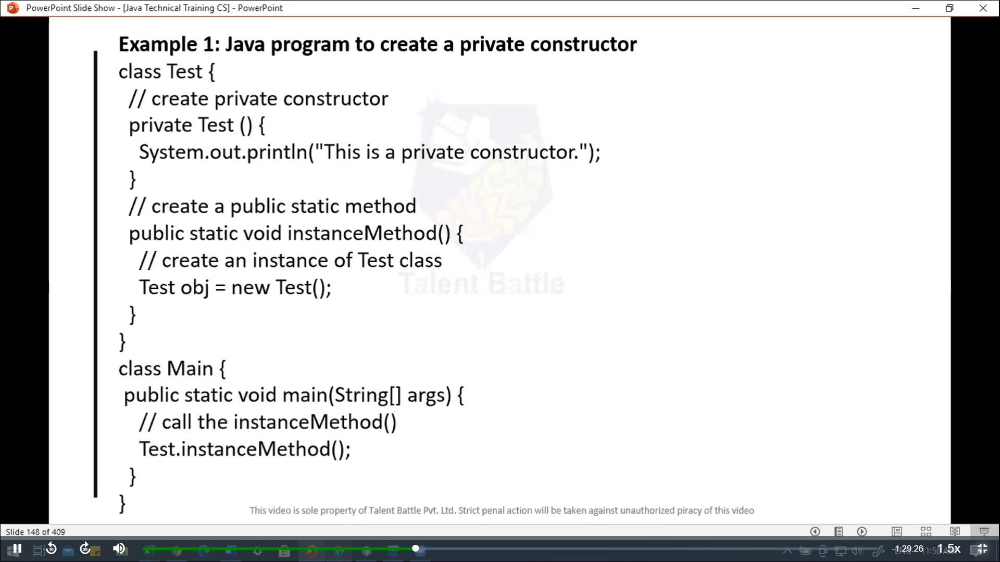 PowerPoint Slide Show - [Java Technical Training CS] - PowerPoint
Example 1: Java program to create a private constructor
class Test {
// create private constructor
private Test () {
System.out.println("This is a private constructor.");
}
// create a public static method
public static void instanceMethod() {
// create an instance of Test class
Test obj = new Test();
}
}
class Main {
public static void main(String[] args) {
// call the instanceMethod()
Test.instanceMethod();
}
}
Talent Battle
This video is sole property of Talent Battle Pvt. Ltd. Strict penal action will be taken against unauthorized piracy of this video
Slide 148 of 409
10
30
-1:29:26
1.5x